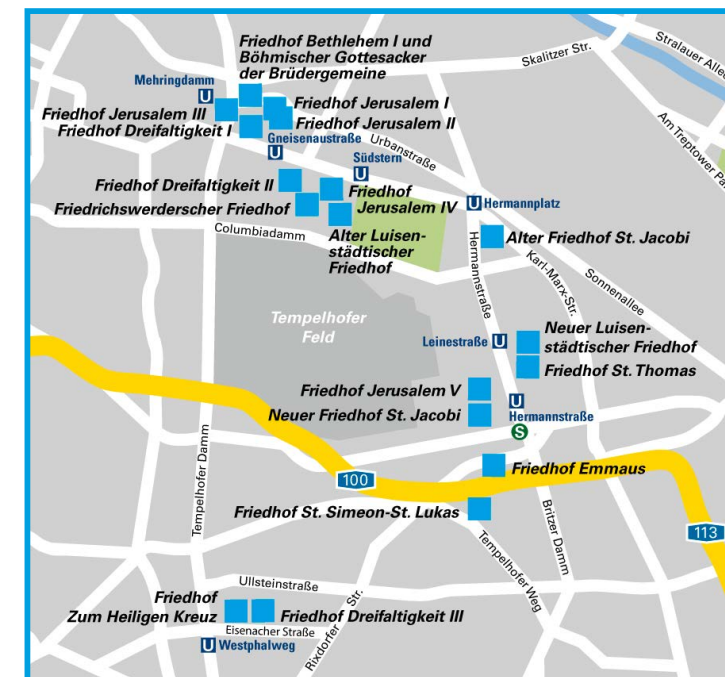 Friedhof Bethlehem I und
Böhmischer Gottesacker
der Brüdergemeine
Skalitzer Str.
Stralauer Allee
Mehringdamm
U
Friedhof Jerusalem III
Friedhof Jerusalem I
Friedhof Dreifaltigkeit I
Friedhof Jerusalem II
Gneisenaustraße
U
Urbanstraße
Am Treptower Pa
Südstern
U
Friedhof Dreifaltigkeit II
Friedhof
Jerusalem IV
Friedrichswerderscher Friedhof
U Hermannplatz
Columbiadamm
Alter Luisen-
städtischer
Friedhof
Alter Friedhof St. Jacobi
Hermannstraße
Karl-Marx-Str.
Sonnenallee
Tempelhofer
Feld
Leinestraße U
Neuer Luisen-
städtischer Friedhof
Friedhof St. Thomas
Friedhof Jerusalem V
Neuer Friedhof St. Jacobi
U
Hermannstraße
S
Tempelhofer Damm
Friedhof Emmaus
100
Friedhof St. Simeon-St. Lukas
Britzer Damm
113
Tempelhofer Weg
Ullsteinstraße
Friedhof
Zum Heiligen Kreuz
Friedhof Dreifaltigkeit III
Eisenacher Straße
Rixdorfer Str.
U Westphalweg